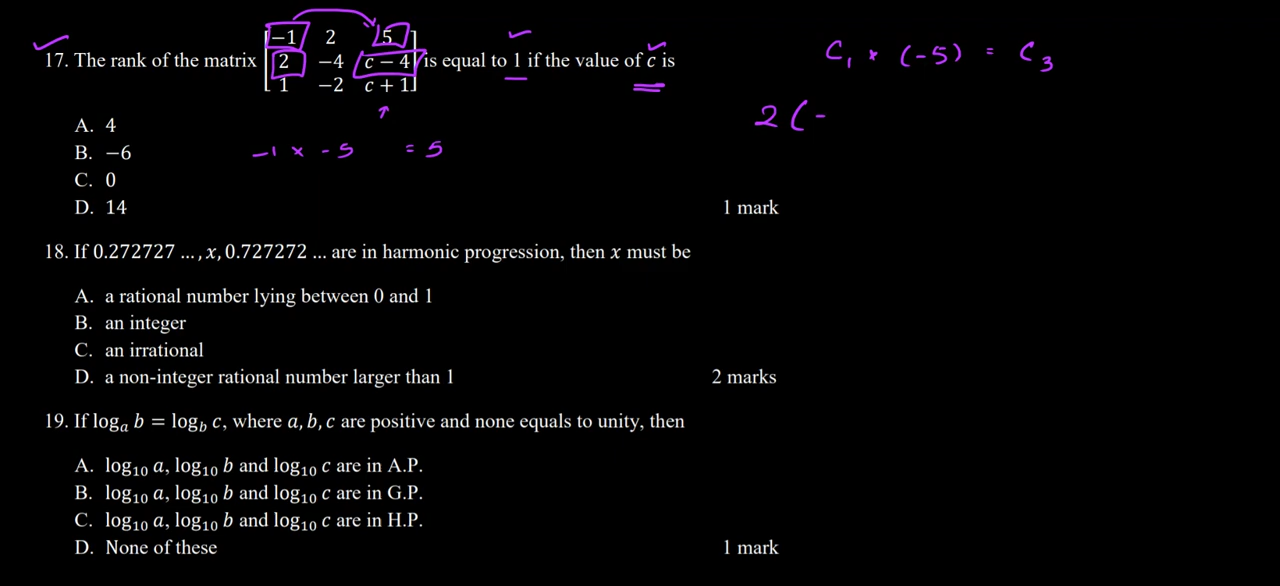 17. The rank of the matrix [−1 2 5
2 −4 c − 4
1 −2 c + 1] is equal to 1 if the value of c is
C₁ × (-5) = C₃
2 (-
A. 4
B. −6
-1 × -5 = 5
C. 0
D. 14
1 mark
18. If 0.272727 ..., x, 0.727272 ... are in harmonic progression, then x must be
A. a rational number lying between 0 and 1
B. an integer
C. an irrational
D. a non-integer rational number larger than 1
2 marks
19. If logₐ b = log_b c, where a, b, c are positive and none equals to unity, then
A. log₁₀ a, log₁₀ b and log₁₀ c are in A.P.
B. log₁₀ a, log₁₀ b and log₁₀ c are in G.P.
C. log₁₀ a, log₁₀ b and log₁₀ c are in H.P.
D. None of these
1 mark